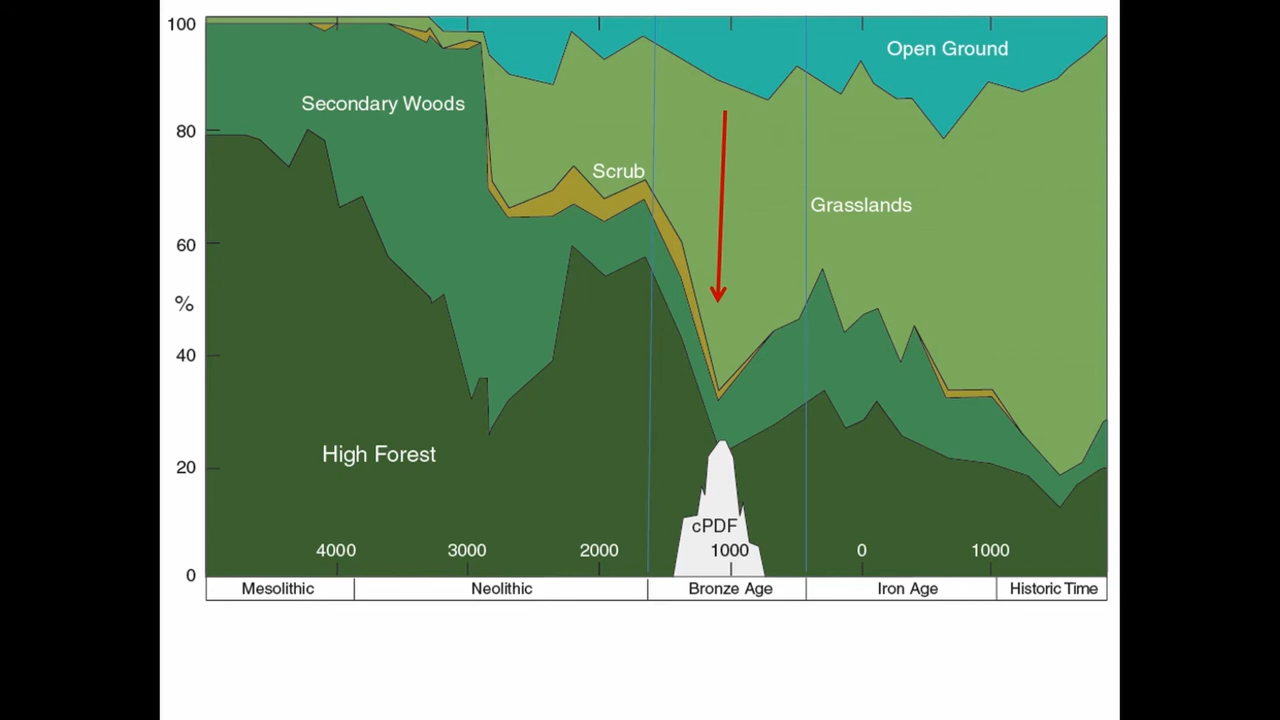 100
Open Ground
Secondary Woods
80
Scrub
Grasslands
60
%
40
High Forest
20
cPDF
4000 3000 2000 1000 0 1000
0
Mesolithic Neolithic Bronze Age Iron Age Historic Time